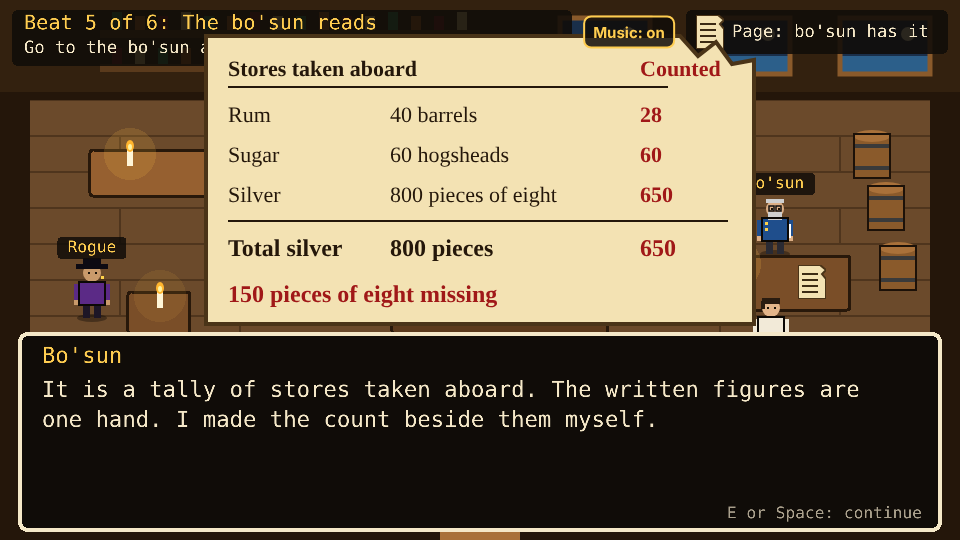 Beat 5 of 6: The bo'sun reads
Go to the bo'sun a
Music: on
Page: bo'sun has it
Stores taken aboard Counted
Rum 40 barrels 28
Sugar 60 hogsheads 60
Silver 800 pieces of eight 650
Total silver 800 pieces 650
150 pieces of eight missing
o'sun
Rogue
Bo'sun
It is a tally of stores taken aboard. The written figures are
one hand. I made the count beside them myself.
E or Space: continue